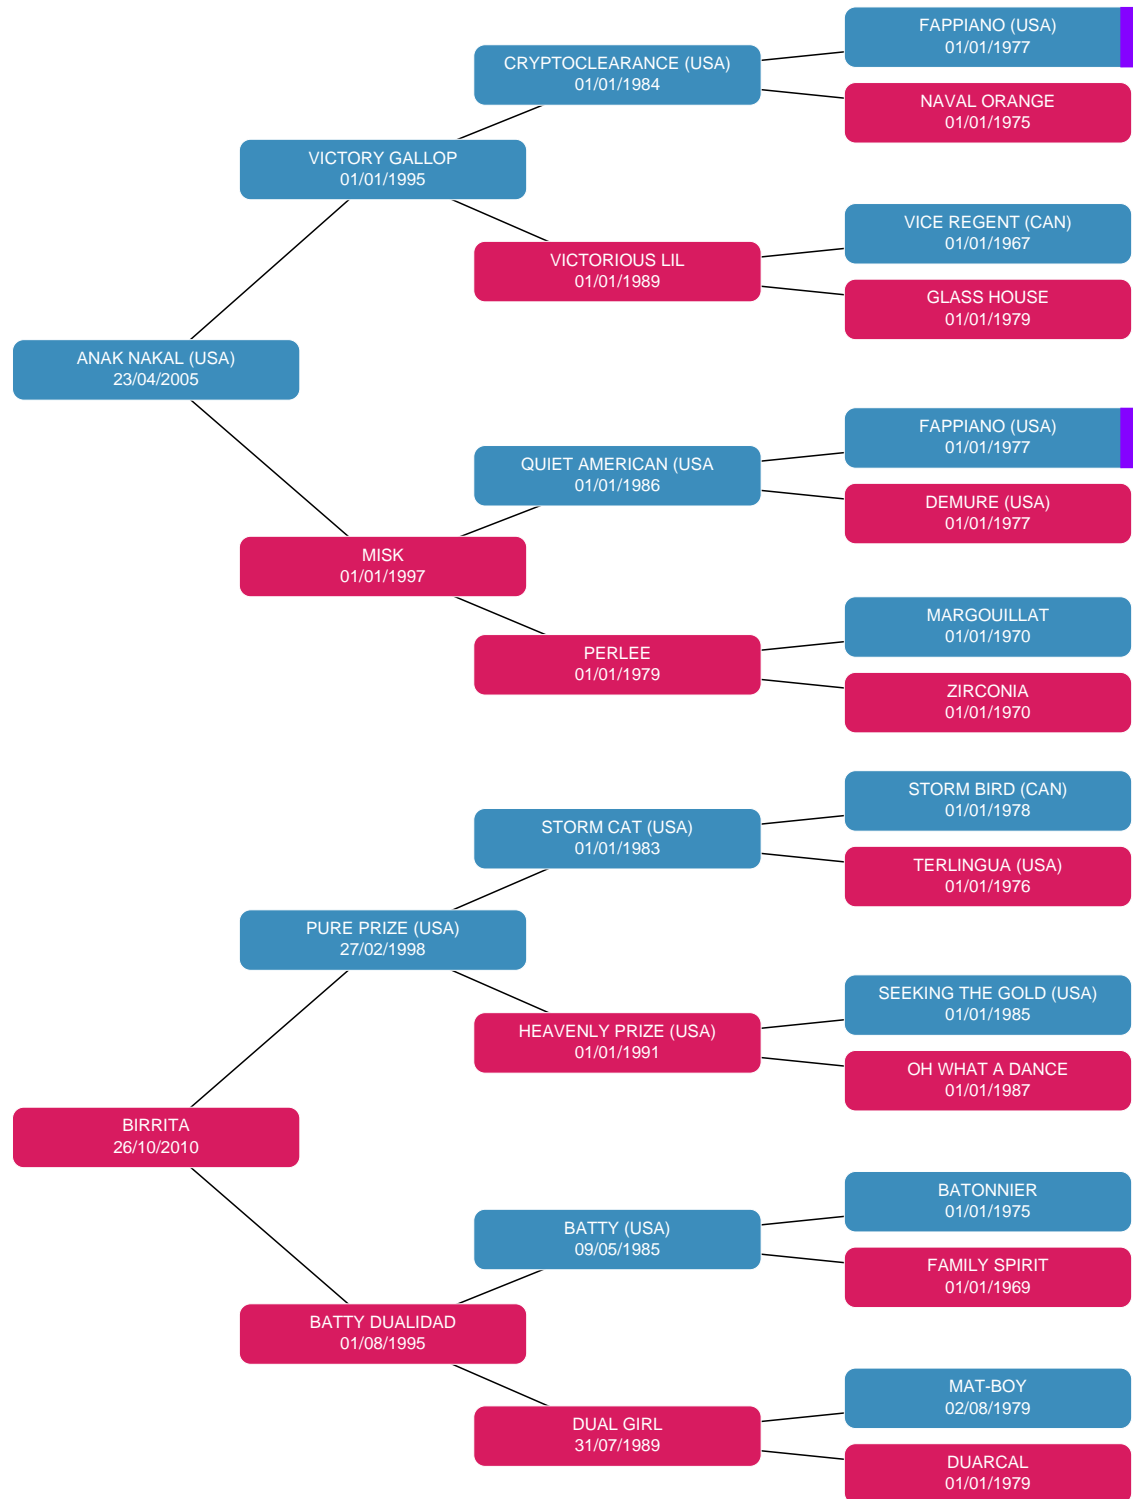 FAPPIANO (USA)
01/01/1977
CRYPTOCLEARANCE (USA)
01/01/1984
NAVAL ORANGE
01/01/1975
VICTORY GALLOP
01/01/1995
VICE REGENT (CAN)
01/01/1967
VICTORIOUS LIL
01/01/1989
GLASS HOUSE
01/01/1979
ANAK NAKAL (USA)
23/04/2005
FAPPIANO (USA)
01/01/1977
QUIET AMERICAN (USA
01/01/1986
DEMURE (USA)
01/01/1977
MISK
01/01/1997
MARGOUILLAT
01/01/1970
PERLEE
01/01/1979
ZIRCONIA
01/01/1970
STORM BIRD (CAN)
01/01/1978
STORM CAT (USA)
01/01/1983
TERLINGUA (USA)
01/01/1976
PURE PRIZE (USA)
27/02/1998
SEEKING THE GOLD (USA)
01/01/1985
HEAVENLY PRIZE (USA)
01/01/1991
OH WHAT A DANCE
01/01/1987
BIRRITA
26/10/2010
BATONNIER
01/01/1975
BATTY (USA)
09/05/1985
FAMILY SPIRIT
01/01/1969
BATTY DUALIDAD
01/08/1995
MAT-BOY
02/08/1979
DUAL GIRL
31/07/1989
DUARCAL
01/01/1979